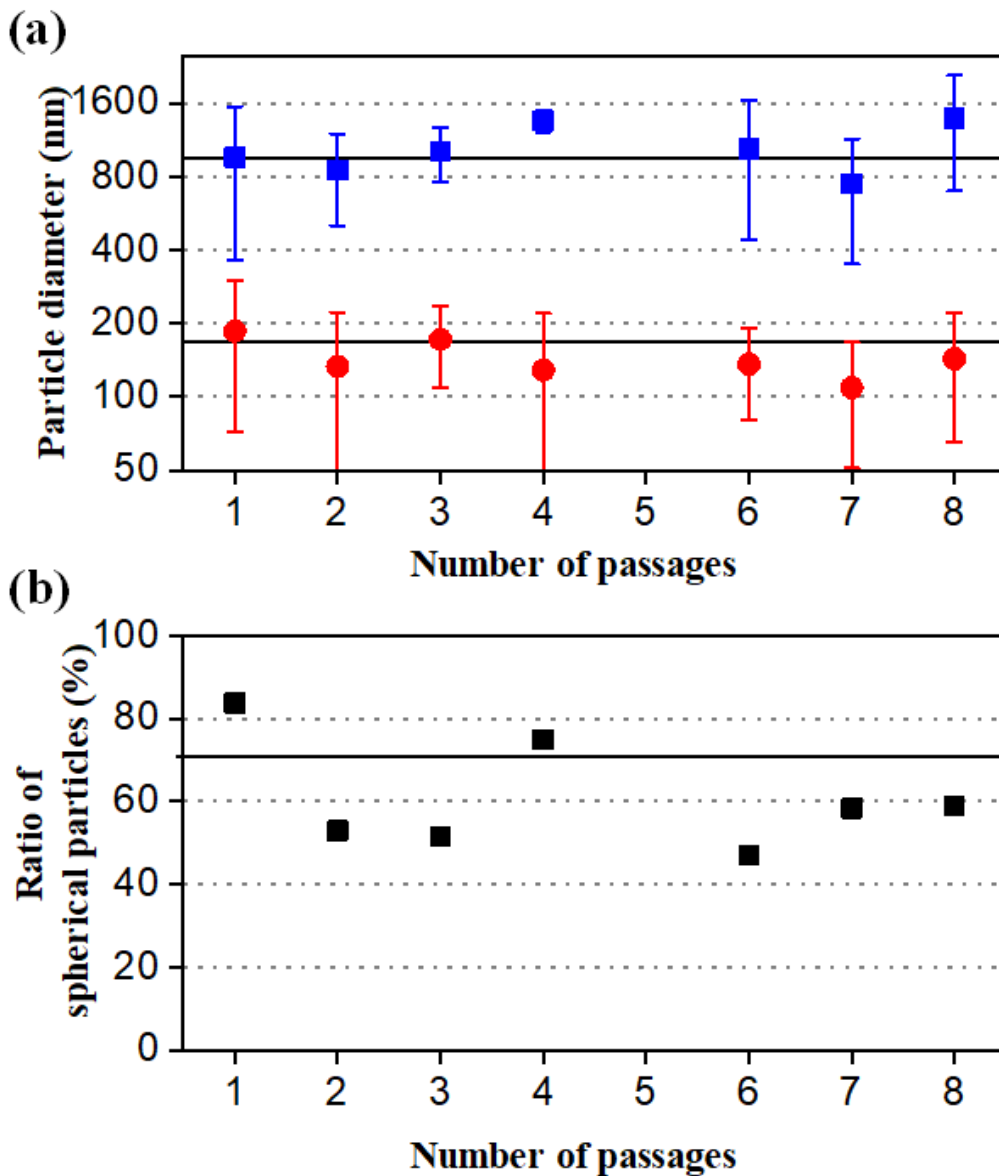 (a)
Particle diameter (nm)
1600
800
400
200
100
50
1 2 3 4 5 6 7 8
Number of passages
(b)
Ratio of
spherical particles (%)
100
80
60
40
20
0
1 2 3 4 5 6 7 8
Number of passages